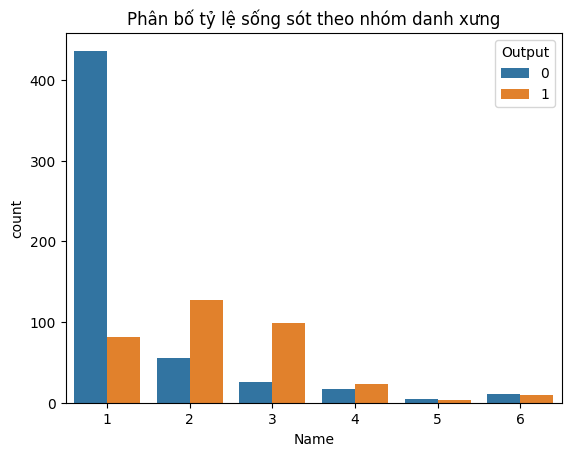 Phân bố tỷ lệ sống sót theo nhóm danh xưng
Output
0
1
400
300
200
100
0
count
1 2 3 4 5 6
Name